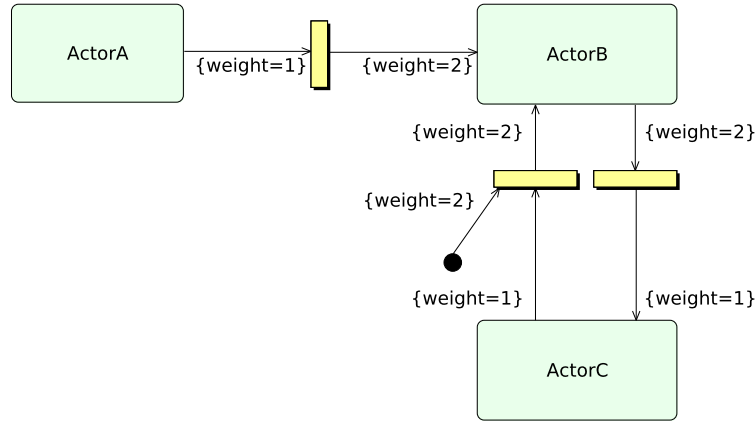 ActorA
{weight=1}
{weight=2}
ActorB
{weight=2}
{weight=2}
{weight=2}
{weight=1}
{weight=1}
ActorC